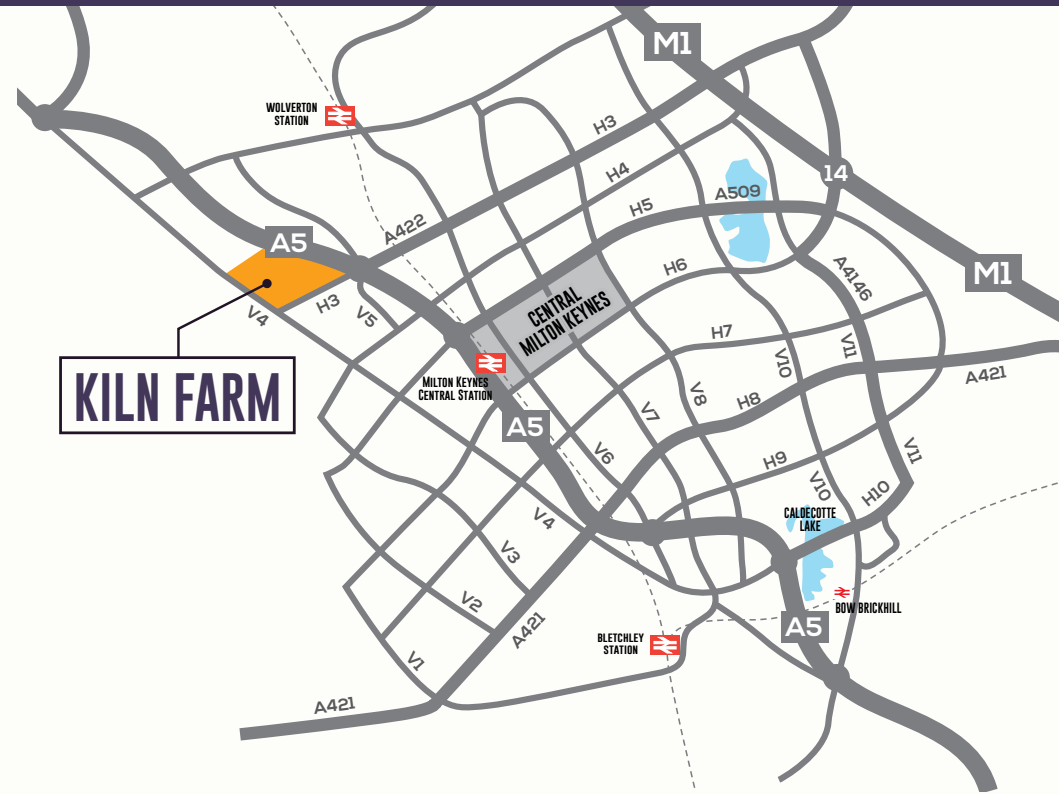 M1
WOLVERTON
STATION
H3
H4
14
A509
H5
A422
A5
H6
A4146
M1
CENTRAL
MILTON KEYNES
H3
V4
V5
H7
V11
V10
MILTON KEYNES
CENTRAL STATION
A421
KILN FARM
V8
H8
V7
A5
V6
V11
H9
V10
H10
CALDECOTTE
LAKE
V4
V3
V2
BOW BRICKHILL
A5
A421
BLETCHLEY
STATION
V1
A421